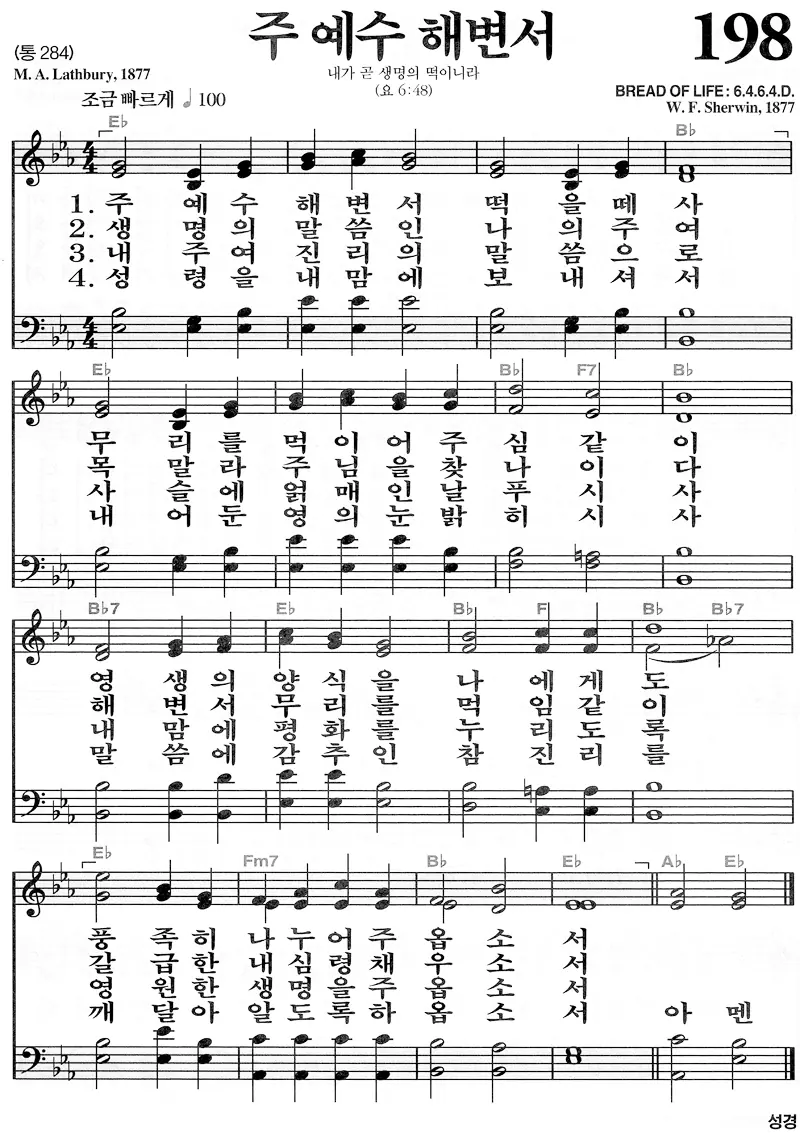 (통 284)
주 예수 해변서
198
M. A. Lathbury, 1877
내가 곧 생명의 떡이니라
(요 6:48)
BREAD OF LIFE : 6.4.6.4.D.
W. F. Sherwin, 1877
조금 빠르게 ♩ 100
E♭ B♭
1. 주 예 수 해 변 서 떡 을 떼 사
2. 생 명 의 말 씀 인 나 의 주 여
3. 내 주 여 진 리 의 말 씀 으 로
4. 성 령 을 내 맘 에 보 내 셔 서
E♭ B♭ F7 B♭
무 리 를 먹 이 어 주 심 같 이
목 말 라 주 님 을 찾 나 이 다
사 슬 에 얽 매 인 날 푸 시 사
내 어 둔 영 의 눈 밝 히 시 사
B♭7 E♭ B♭ F B♭ B♭7
영 생 의 양 식 을 나 에 게 도
해 변 서 무 리 를 먹 임 같 이
내 맘 에 평 화 를 누 리 도 록
말 씀 에 감 추 인 참 진 리 를
E♭ Fm7 B♭ E♭ A♭ E♭
풍 족 히 나 누 어 주 옵 소 서
갈 급 한 내 심 령 채 우 소 서
영 원 한 생 명 을 주 옵 소 서
깨 달 아 알 도 록 하 옵 소 서 아 멘
성경